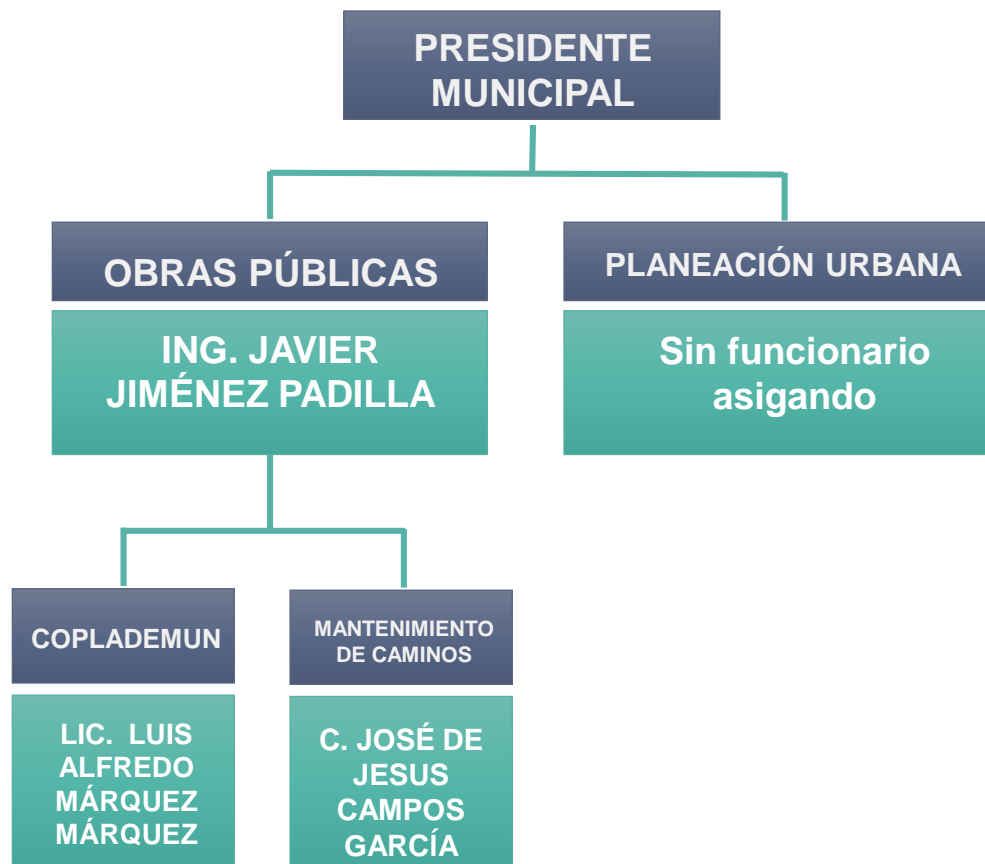 PRESIDENTE
MUNICIPAL
OBRAS PÚBLICAS
ING. JAVIER
JIMÉNEZ PADILLA
PLANEACIÓN URBANA
Sin funcionario
asigando
COPLADEMUN
LIC. LUIS
ALFREDO
MÁRQUEZ
MÁRQUEZ
MANTENIMIENTO
DE CAMINOS
C. JOSÉ DE
JESUS
CAMPOS
GARCÍA